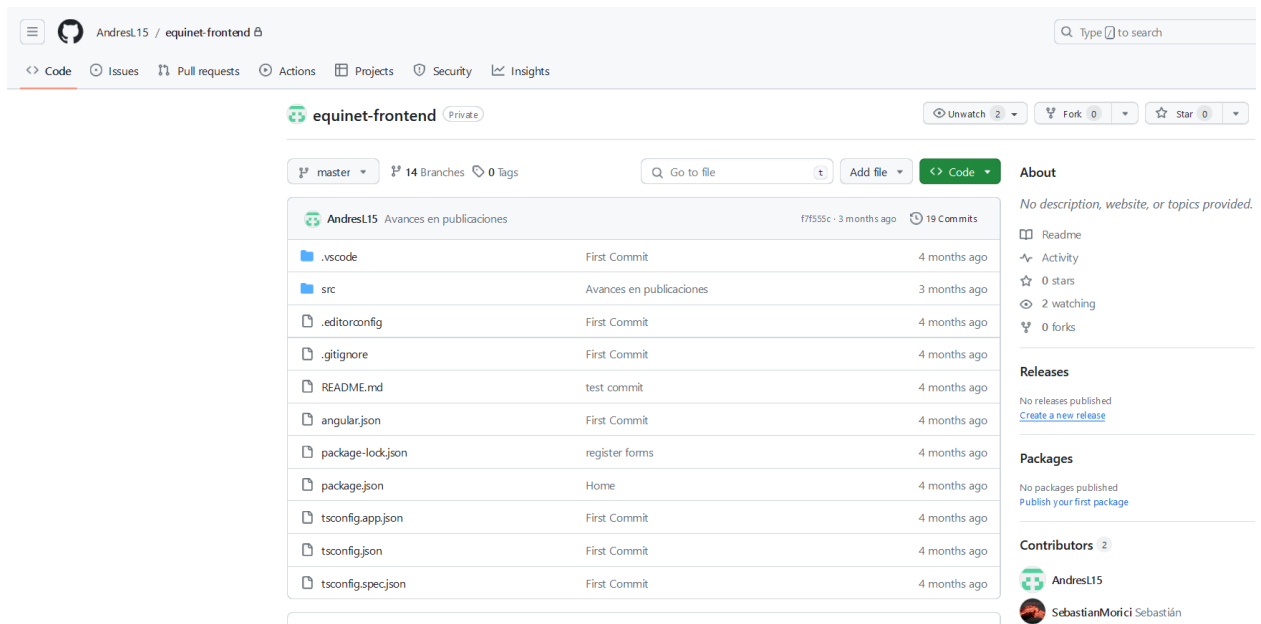 AndresL15 / equinet-frontend
Type / to search
Code Issues Pull requests Actions Projects Security Insights
equinet-frontend Private
Unwatch 2 Fork 0 Star 0
master 14 Branches 0 Tags
Go to file t Add file Code
AndresL15 Avances en publicaciones f7f555c · 3 months ago 19 Commits
.vscode First Commit 4 months ago
src Avances en publicaciones 3 months ago
.editorconfig First Commit 4 months ago
.gitignore First Commit 4 months ago
README.md test commit 4 months ago
angular.json First Commit 4 months ago
package-lock.json register forms 4 months ago
package.json Home 4 months ago
tsconfig.app.json First Commit 4 months ago
tsconfig.json First Commit 4 months ago
tsconfig.spec.json First Commit 4 months ago
About
No description, website, or topics provided.
Readme
Activity
0 stars
2 watching
0 forks
Releases
No releases published
Create a new release
Packages
No packages published
Publish your first package
Contributors 2
AndresL15
SebastianMorici Sebastián